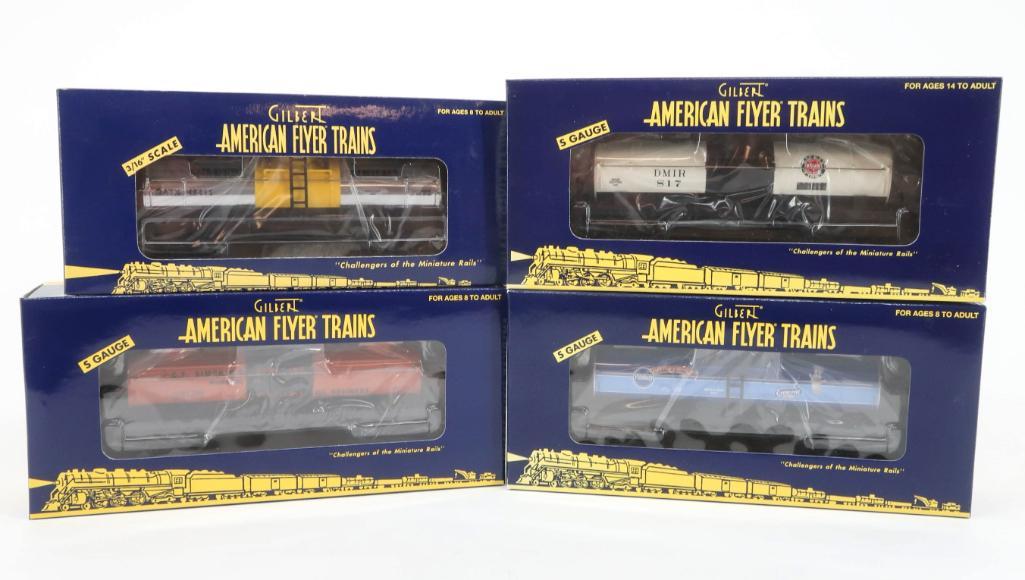 GILBERT
FOR AGES 8 TO ADULT
AMERICAN FLYER® TRAINS
3/16" SCALE
"Challengers of the Miniature Rails"
GILBERT®
FOR AGES 14 TO ADULT
AMERICAN FLYER® TRAINS
S GAUGE
DMIR
817
"Challengers of the Miniature Rails"
GILBERT
FOR AGES 8 TO ADULT
AMERICAN FLYER® TRAINS
S GAUGE
"Challengers of the Miniature Rails"
GILBERT®
FOR AGES 8 TO ADULT
AMERICAN FLYER® TRAINS
S GAUGE
"Challengers of the Miniature Rails"